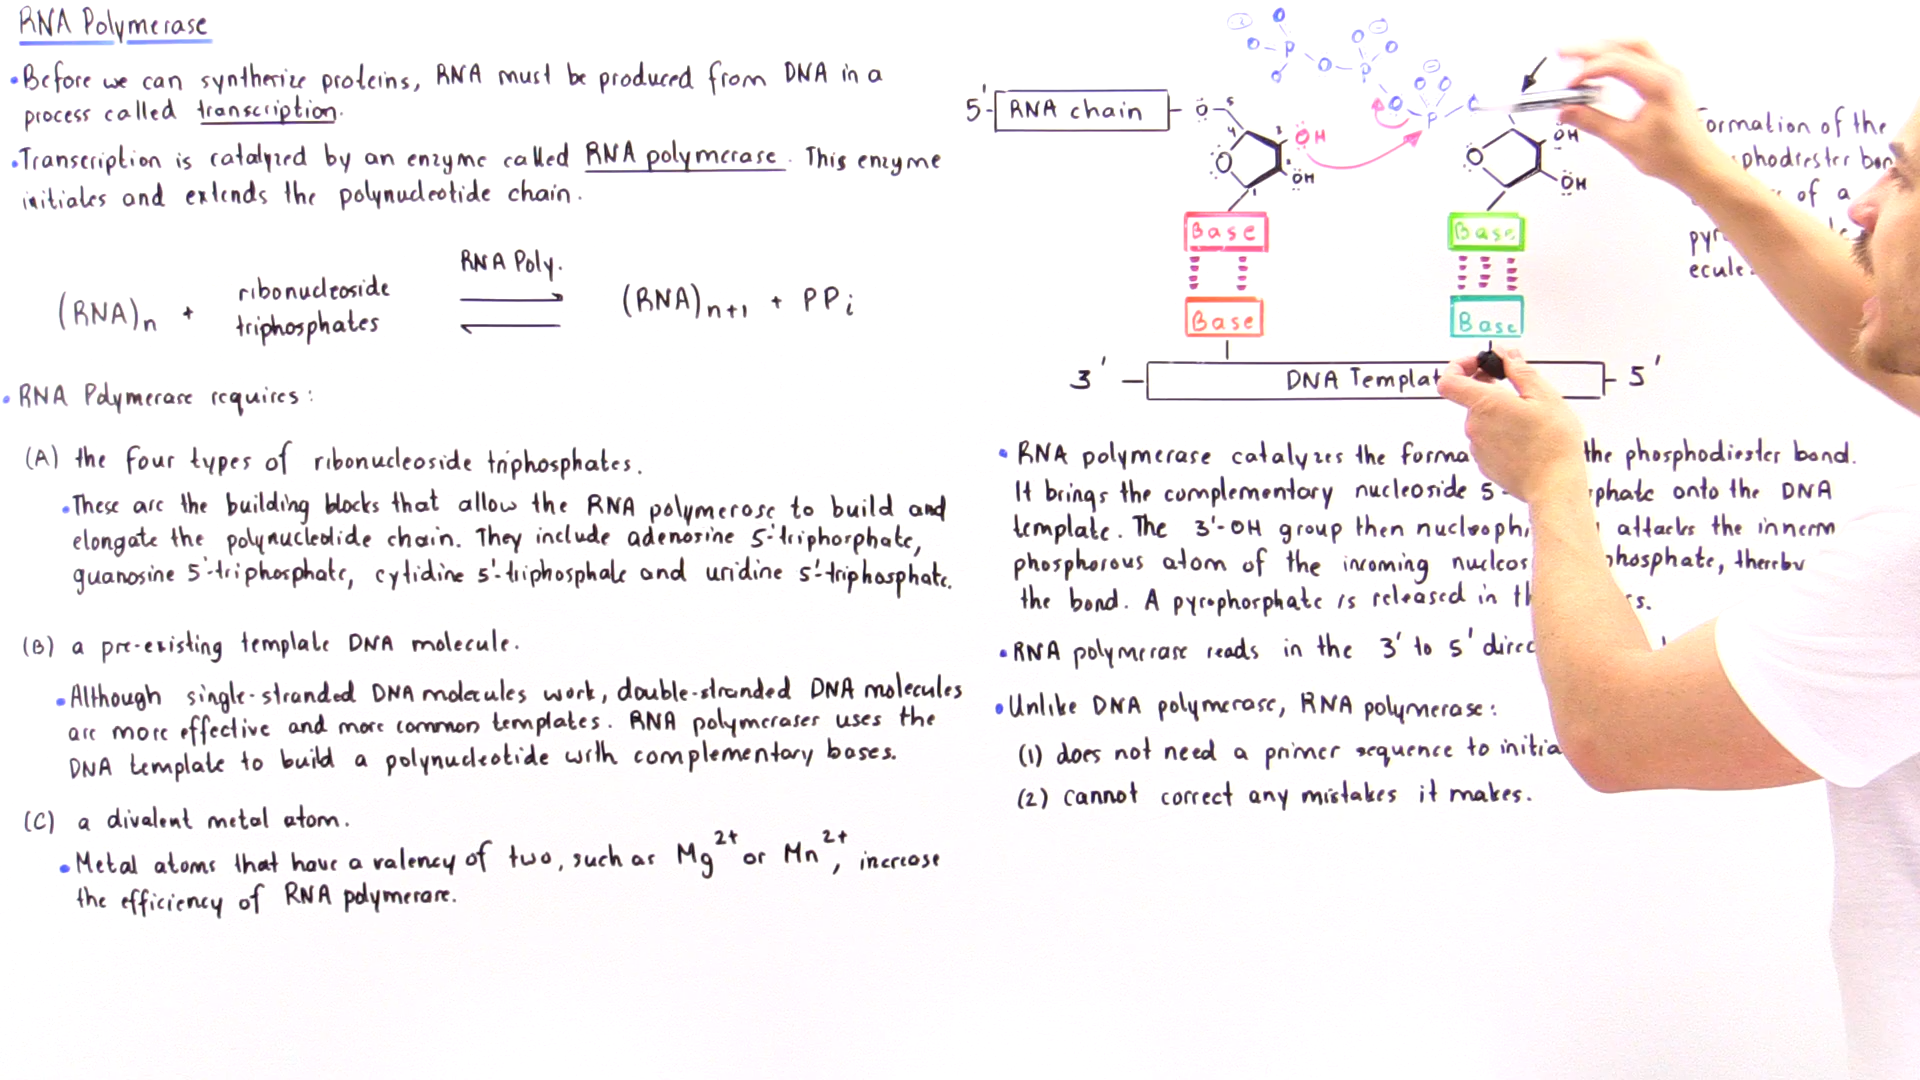 RNA Polymerase
•Before we can synthesize proteins, RNA must be produced from DNA in a
process called transcription.
•Transcription is catalyzed by an enzyme called RNA polymerase. This enzyme
initiates and extends the polynucleotide chain.
(RNA)n + ribonucleoside triphosphates RNA Poly. (RNA)n+1 + PPi
•RNA Polymerase requires:
(A) the four types of ribonucleoside triphosphates.
•These are the building blocks that allow the RNA polymerase to build and
elongate the polynucleotide chain. They include adenosine 5'-triphosphate,
guanosine 5'-triphosphate, cytidine 5'-triphosphate and uridine 5'-triphosphate.
(B) a pre-existing template DNA molecule.
•Although single-stranded DNA molecules work, double-stranded DNA molecules
are more effective and more common templates. RNA polymerases uses the
DNA template to build a polynucleotide with complementary bases.
(C) a divalent metal atom.
•Metal atoms that have a valency of two, such as Mg2+ or Mn2+, increase
the efficiency of RNA polymerase.
O
O P O P O
O O O O P
5' RNA chain O 5
4 3 OH
O 2 OH
1
O OH
OH
Base Base
Base Base
3' DNA Templat 5'
ormation of the
phodiester bon
of a
pyr
ecule.
•RNA polymerase catalyzes the forma the phosphodiester bond.
It brings the complementary nucleoside 5 phate onto the DNA
template. The 3'-OH group then nucleophi attacks the innerm
phosphorous atom of the incoming nucleos phosphate, thereby
the bond. A pyrophosphate is released in th s.
•RNA polymerase reads in the 3' to 5' direc
•Unlike DNA polymerase, RNA polymerase:
(1) does not need a primer sequence to initia
(2) cannot correct any mistakes it makes.